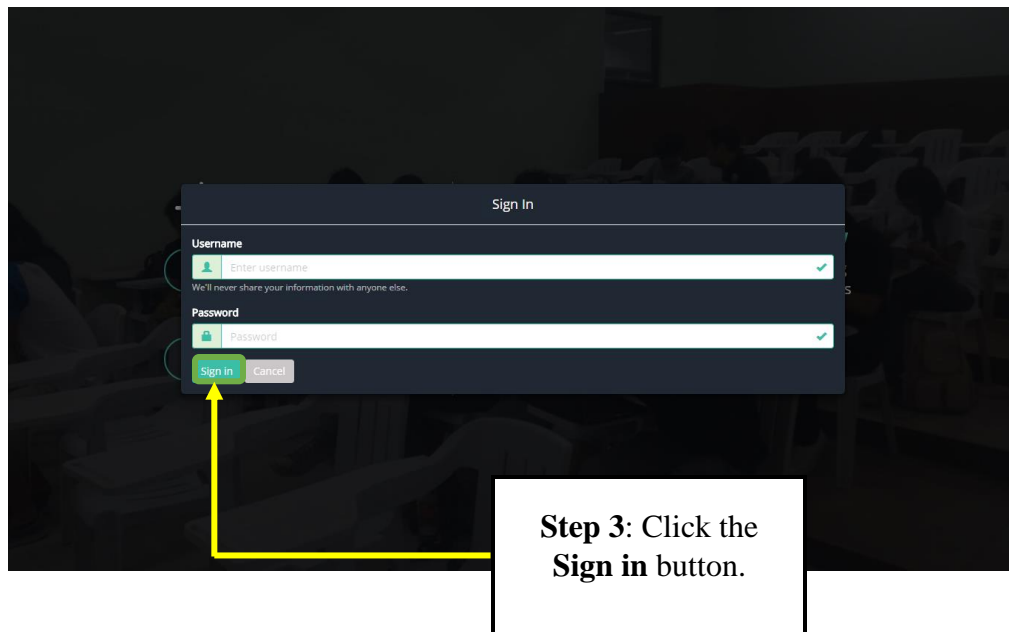 Sign In
Username
Enter username
We'll never share your information with anyone else.
Password
Password
Sign in Cancel
Step 3: Click the
Sign in button.